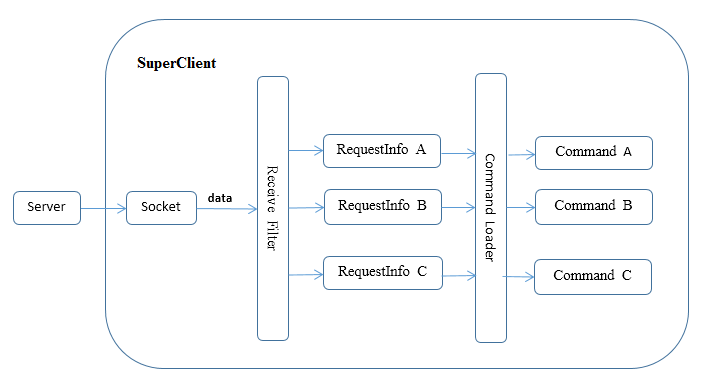 SuperClient
Server
Socket
data
Receive Filter
RequestInfo A
RequestInfo B
RequestInfo C
Command Loader
Command A
Command B
Command C